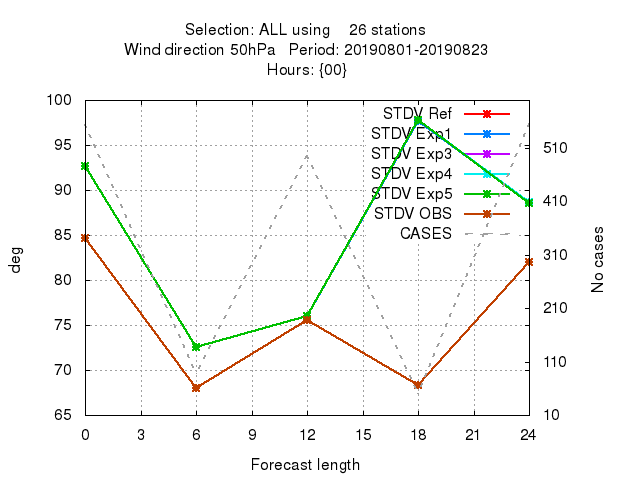 Selection: ALL using 26 stations
Wind direction 50hPa Period: 20190801-20190823
Hours: {00}
STDV Ref
STDV Exp1
STDV Exp3
STDV Exp4
STDV Exp5
STDV OBS
CASES
100
95
90
85
80
75
70
65
deg
510
410
310
210
110
10
No cases
0 3 6 9 12 15 18 21 24
Forecast length